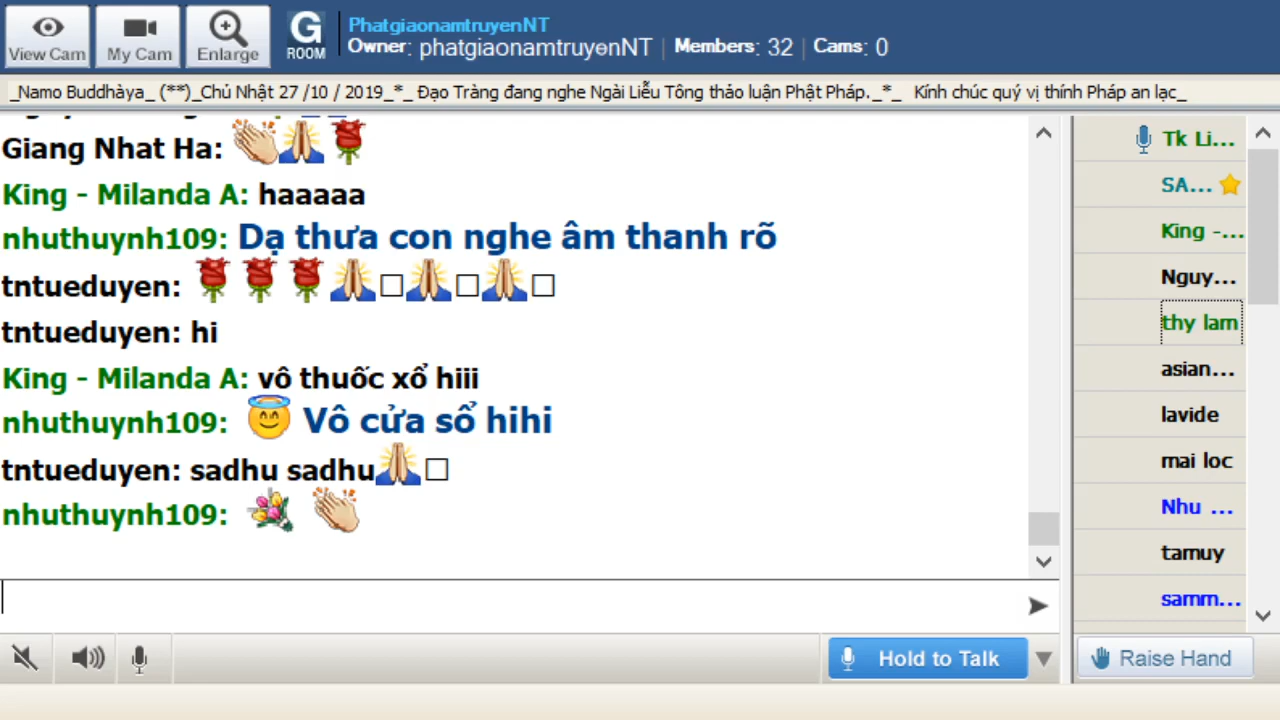 View Cam
My Cam
Enlarge
G
ROOM
PhatgiaonamtruyenNT
Owner: phatgiaonamtruyenNT | Members: 32 | Cams: 0
_Namo Buddhàya_ (**)_Chủ Nhật 27 /10 / 2019_*_ Đạo Tràng đang nghe Ngài Liễu Tông thảo luận Phật Pháp._*_ Kính chúc quý vị thính Pháp an lạc_
Giang Nhat Ha: 👏🙏🌹
King - Milanda A: haaaaa
nhuthuynh109: Dạ thưa con nghe âm thanh rõ
tntueduyen: 🌹🌹🌹🙏□🙏□🙏□
tntueduyen: hi
King - Milanda A: vô thuốc xổ hiii
nhuthuynh109: 😇 Vô cửa sổ hihi
tntueduyen: sadhu sadhu🙏□
nhuthuynh109: 💐 👏
Tk Li...
SA...
King -...
Nguy...
thy lam
asian...
lavide
mai loc
Nhu ...
tamuy
samm...
Hold to Talk
Raise Hand